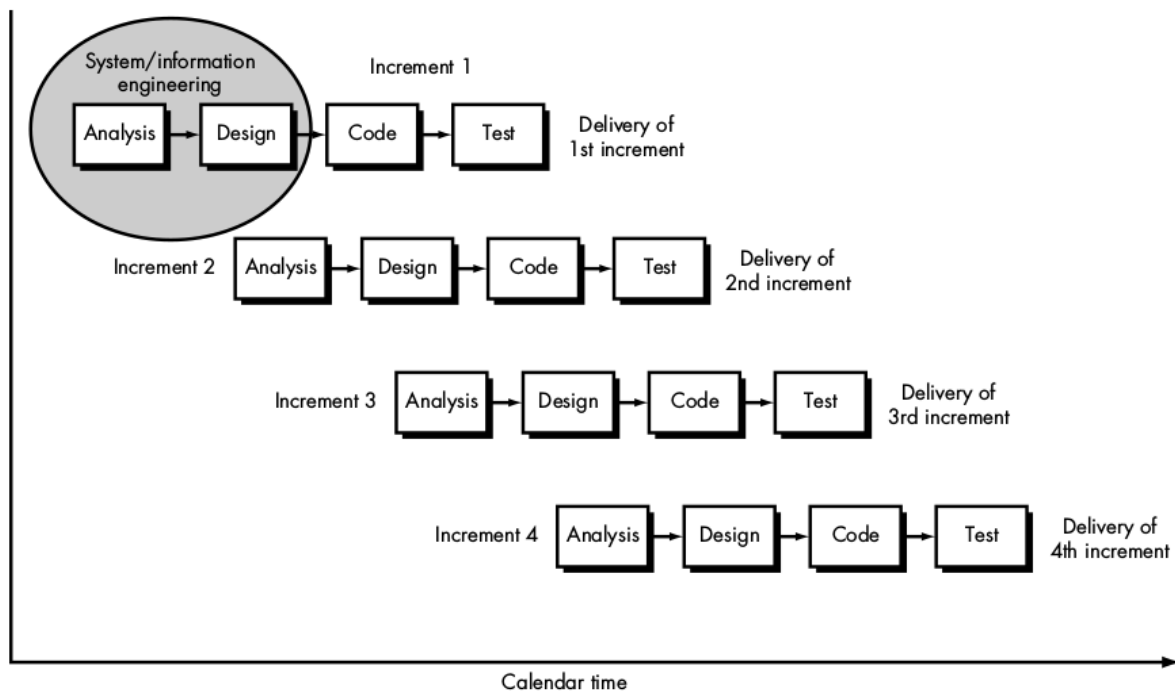 System/information
engineering
Increment 1
Analysis
Design
Code
Test
Delivery of
1st increment
Increment 2
Analysis
Design
Code
Test
Delivery of
2nd increment
Increment 3
Analysis
Design
Code
Test
Delivery of
3rd increment
Increment 4
Analysis
Design
Code
Test
Delivery of
4th increment
Calendar time